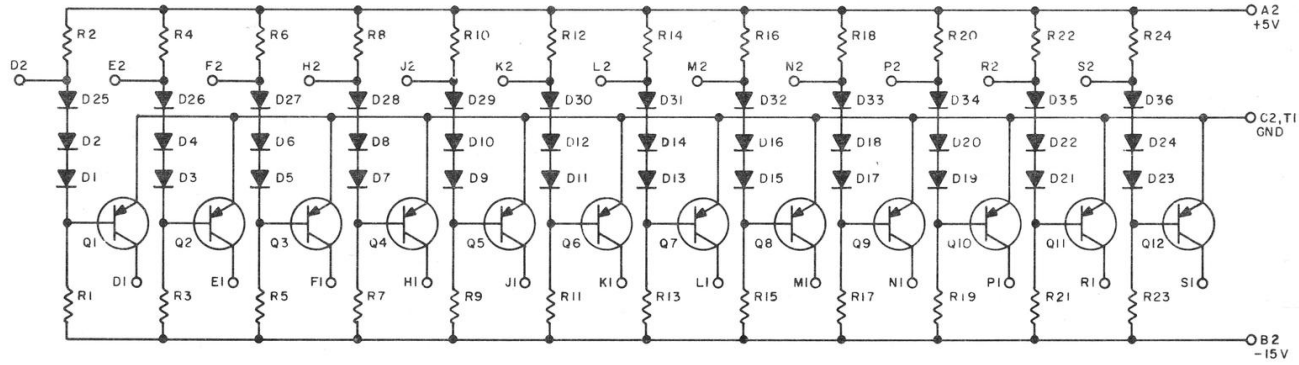 A2
+5V
R2 R4 R6 R8 R10 R12 R14 R16 R18 R20 R22 R24
D2 E2 F2 H2 J2 K2 L2 M2 N2 P2 R2 S2
D25 D26 D27 D28 D29 D30 D31 D32 D33 D34 D35 D36
C2,T1
GND
D2 D4 D6 D8 D10 D12 D14 D16 D18 D20 D22 D24
D1 D3 D5 D7 D9 D11 D13 D15 D17 D19 D21 D23
Q1 Q2 Q3 Q4 Q5 Q6 Q7 Q8 Q9 Q10 Q11 Q12
D1 E1 F1 H1 J1 K1 L1 M1 N1 P1 R1 S1
R1 R3 R5 R7 R9 R11 R13 R15 R17 R19 R21 R23
B2
-15V